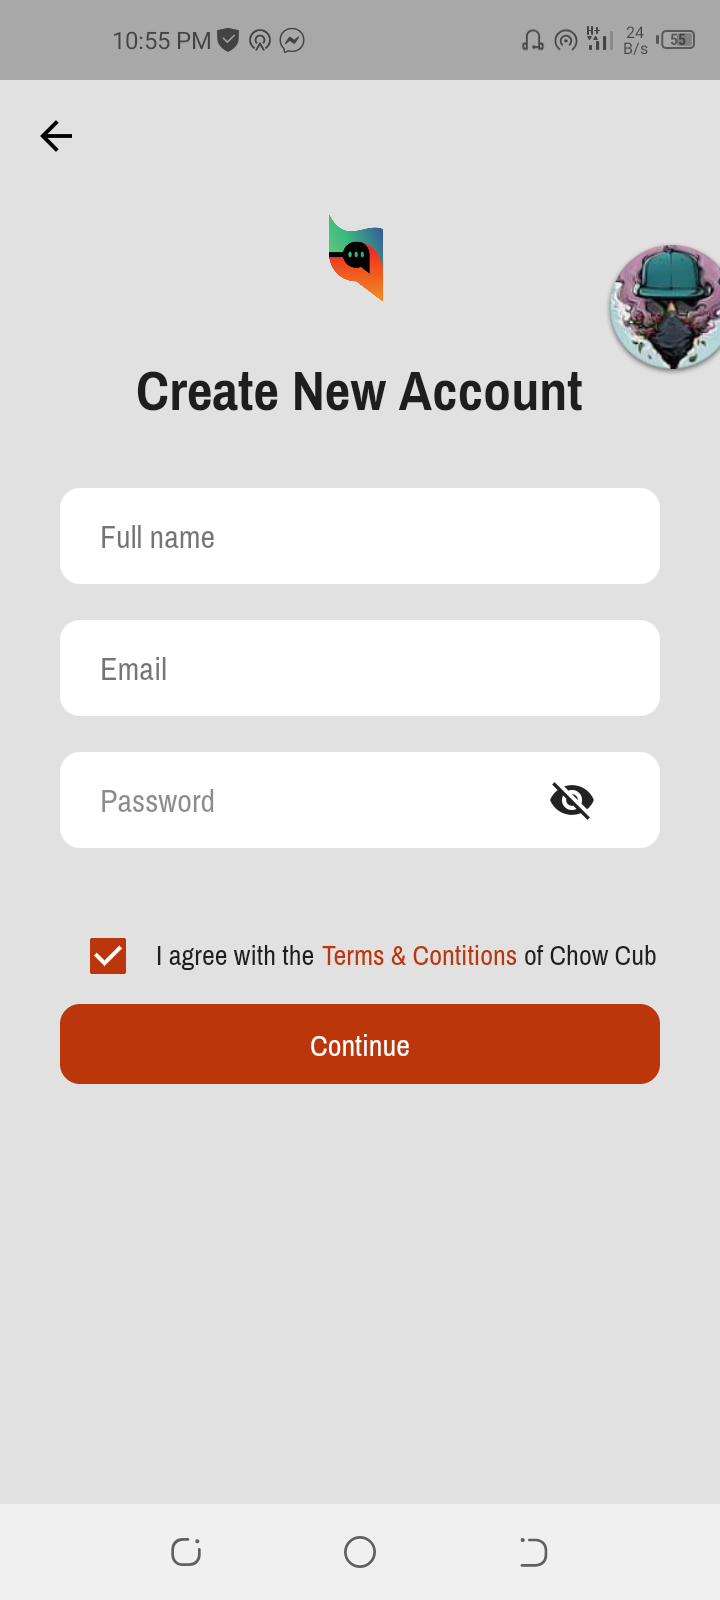 10:55 PM H+ 24 B/s 55
Create New Account
Full name
Email
Password
I agree with the Terms & Contitions of Chow Cub
Continue